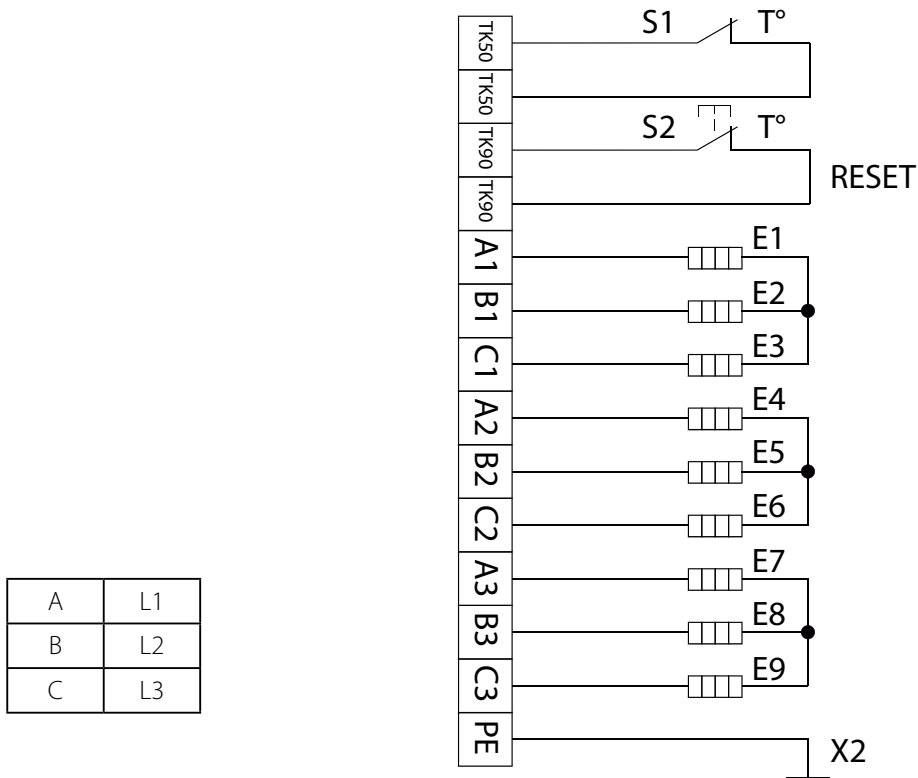 TK50
S1 T°
TK50
TK90
S2 T°
TK90
RESET
A1
E1
B1
E2
C1
E3
A2
E4
B2
E5
C2
E6
A3
E7
B3
E8
C3
E9
PE
X2
A L1
B L2
C L3